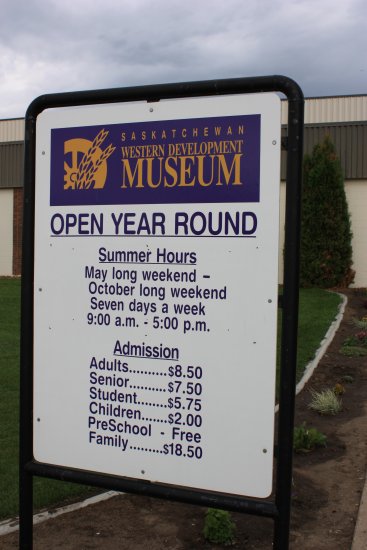 SASKATCHEWAN
WESTERN DEVELOPMENT
MUSEUM
OPEN YEAR ROUND
Summer Hours
May long weekend –
October long weekend
Seven days a week
9:00 a.m. - 5:00 p.m.
Admission
Adults..........$8.50
Senior..........$7.50
Student......$5.75
Children.......$2.00
PreSchool - Free
Family.........$18.50